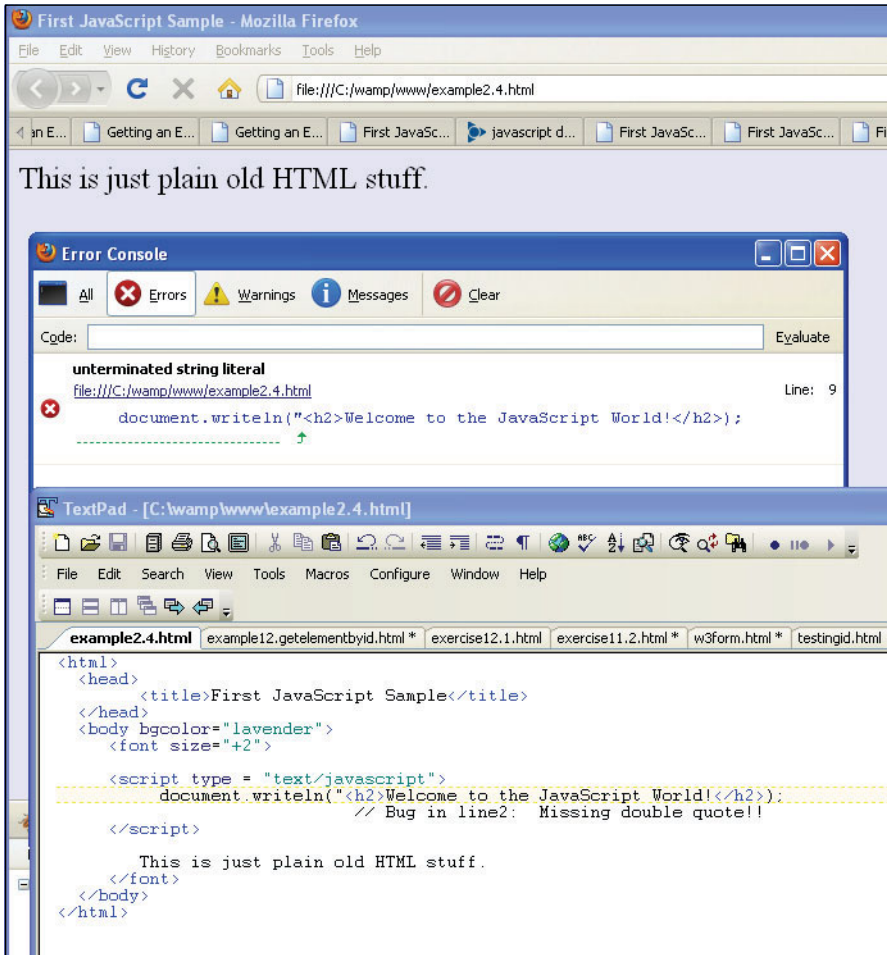 First JavaScript Sample - Mozilla Firefox
File Edit View History Bookmarks Tools Help
file:///C:/wamp/www/example2.4.html
an E... Getting an E... Getting an E... First JavaSc... javascript d... First JavaSc... First JavaSc... Fi
This is just plain old HTML stuff.
Error Console
All Errors Warnings Messages Clear
Code: Evaluate
unterminated string literal
file:///C:/wamp/www/example2.4.html Line: 9
document.writeln("<h2>Welcome to the JavaScript World!</h2>);
TextPad - [C:\wamp\www\example2.4.html]
File Edit Search View Tools Macros Configure Window Help
example2.4.html example12.getelementbyid.html * exercise12.1.html exercise11.2.html * w3form.html * testingid.html
<html>
<head>
<title>First JavaScript Sample</title>
</head>
<body bgcolor="lavender">
<font size="+2">
<script type = "text/javascript">
document.writeln("<h2>Welcome to the JavaScript World!</h2>);
// Bug in line2: Missing double quote!!
</script>
This is just plain old HTML stuff.
</font>
</body>
</html>